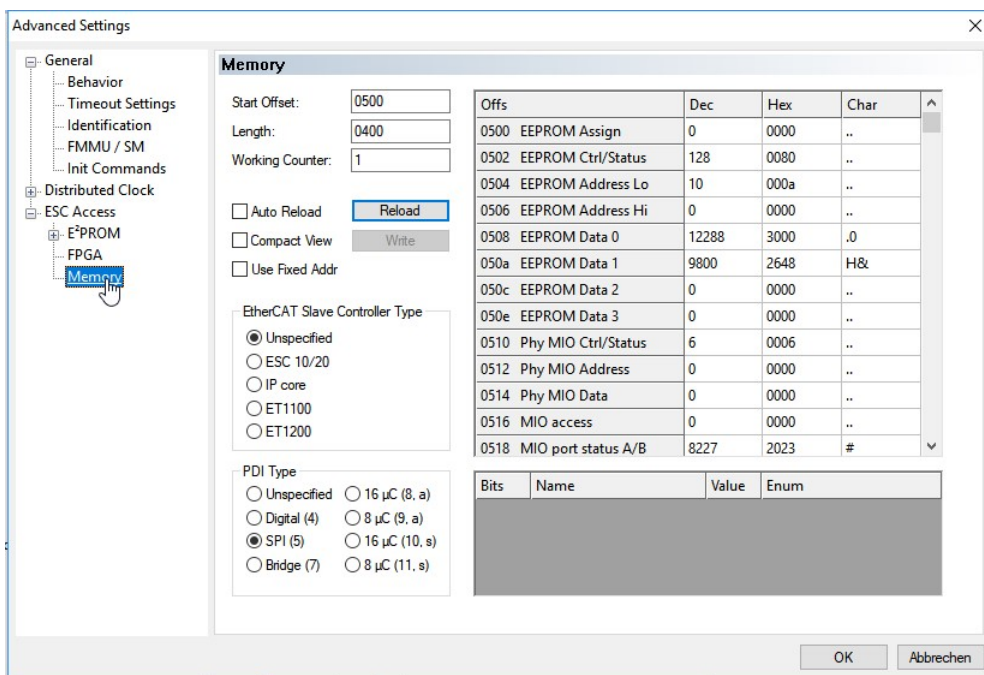 Advanced Settings
General
Behavior
Timeout Settings
Identification
FMMU / SM
Init Commands
Distributed Clock
ESC Access
E²PROM
FPGA
Memory
Memory
Start Offset: 0500
Length: 0400
Working Counter: 1
Auto Reload Reload
Compact View Write
Use Fixed Addr
EtherCAT Slave Controller Type
Unspecified
ESC 10/20
IP core
ET1100
ET1200
PDI Type
Unspecified 16 µC (8, a)
Digital (4) 8 µC (9, a)
SPI (5) 16 µC (10, s)
Bridge (7) 8 µC (11, s)
Offs Dec Hex Char
0500 EEPROM Assign 0 0000 ..
0502 EEPROM Ctrl/Status 128 0080 ..
0504 EEPROM Address Lo 10 000a ..
0506 EEPROM Address Hi 0 0000 ..
0508 EEPROM Data 0 12288 3000 .0
050a EEPROM Data 1 9800 2648 H&
050c EEPROM Data 2 0 0000 ..
050e EEPROM Data 3 0 0000 ..
0510 Phy MIO Ctrl/Status 6 0006 ..
0512 Phy MIO Address 0 0000 ..
0514 Phy MIO Data 0 0000 ..
0516 MIO access 0 0000 ..
0518 MIO port status A/B 8227 2023 #
Bits Name Value Enum
OK Abbrechen